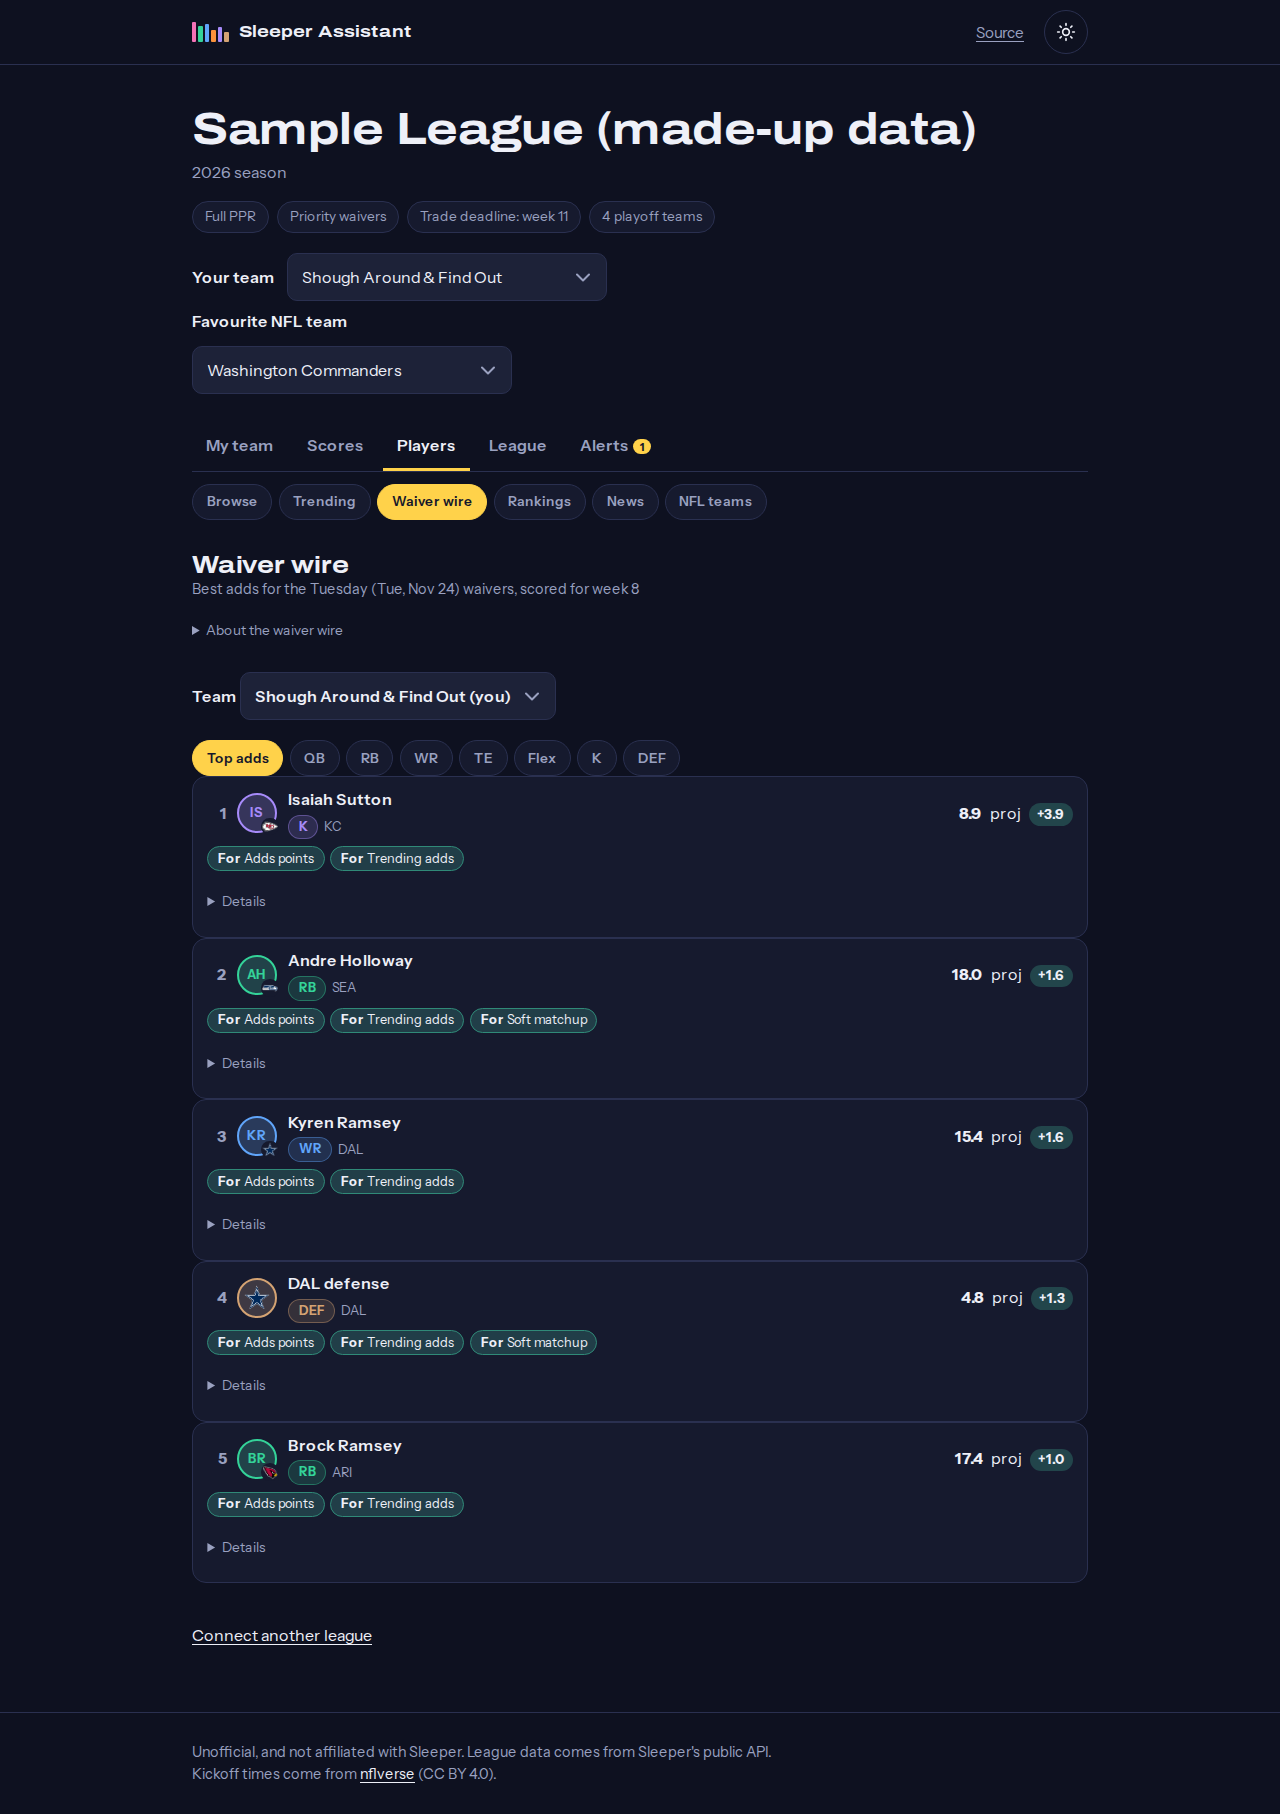 Sleeper Assistant
Source
Sample League (made-up data)
2026 season
Full PPR Priority waivers Trade deadline: week 11 4 playoff teams
Your team Shough Around & Find Out
Favourite NFL team
Washington Commanders
My team Scores Players League Alerts 1
Browse Trending Waiver wire Rankings News NFL teams
Waiver wire
Best adds for the Tuesday (Tue, Nov 24) waivers, scored for week 8
About the waiver wire
Team Shough Around & Find Out (you)
Top adds QB RB WR TE Flex K DEF
1 IS Isaiah Sutton 8.9 proj +3.9
K KC
For Adds points For Trending adds
Details
2 AH Andre Holloway 18.0 proj +1.6
RB SEA
For Adds points For Trending adds For Soft matchup
Details
3 KR Kyren Ramsey 15.4 proj +1.6
WR DAL
For Adds points For Trending adds
Details
4 DAL defense 4.8 proj +1.3
DEF DAL
For Adds points For Trending adds For Soft matchup
Details
5 BR Brock Ramsey 17.4 proj +1.0
RB ARI
For Adds points For Trending adds
Details
Connect another league
Unofficial, and not affiliated with Sleeper. League data comes from Sleeper's public API.
Kickoff times come from nflverse (CC BY 4.0).